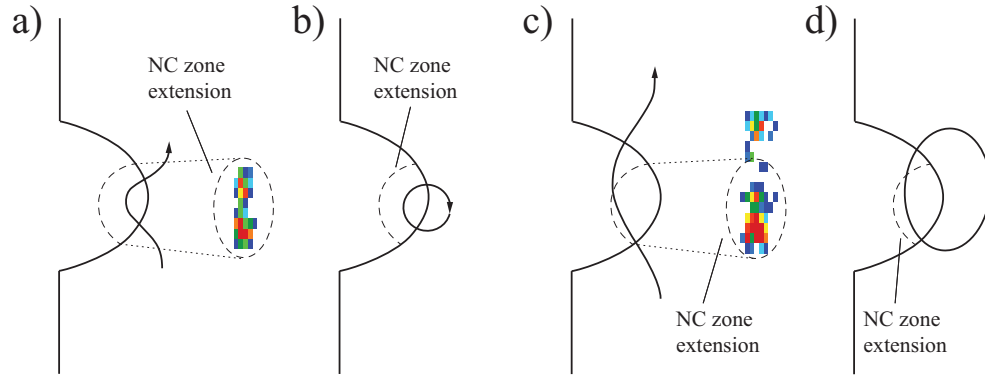 a)
NC zone
extension
b)
NC zone
extension
c)
NC zone
extension
d)
NC zone
extension